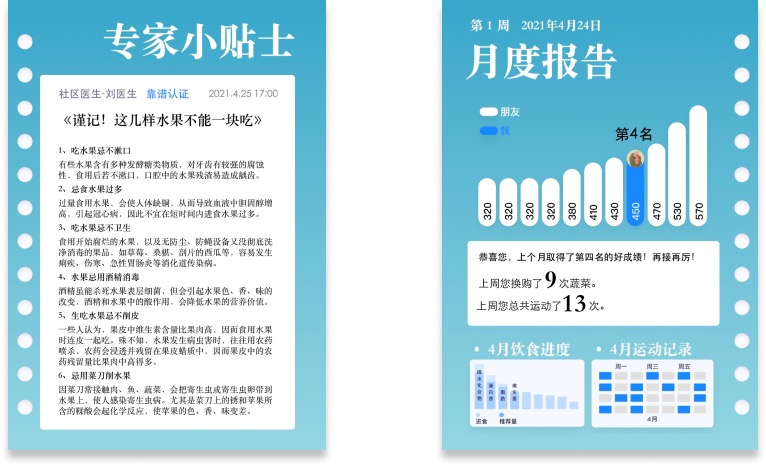 专家小贴士
社区医生-刘医生 靠谱认证 2021.4.25 17:00
《谨记！这几样水果不能一块吃》
1、吃水果忌不漱口
有些水果含有多种发酵糖类物质，对牙齿有较强的腐蚀
性，食用后若不漱口，口腔中的水果残渣易造成龋齿。
2、忌食水果过多
过量食用水果，会使人体缺铜，从而导致血液中胆固醇增
高，引起冠心病，因此不宜在短时间内进食水果过多。
3、吃水果忌不卫生
食用开始腐烂的水果，以及无防尘、防蝇设备又没彻底洗
净消毒的果品，如草莓、桑椹、剖片的西瓜等，容易发生
痢疾、伤寒、急性胃肠炎等消化道传染病。
4、水果忌用酒精消毒
酒精虽能杀死水果表层细菌，但会引起水果色、香、味的
改变，酒精和水果中的酸作用，会降低水果的营养价值。
5、生吃水果忌不削皮
一些人认为，果皮中维生素含量比果肉高，因而食用水果
时连皮一起吃。殊不知，水果发生病虫害时，往往用农药
喷杀，农药会浸透并残留在果皮蜡质中，因而果皮中的农
药残留量比果肉中高得多。
6、忌用菜刀削水果
因菜刀常接触肉、鱼、蔬菜，会把寄生虫或寄生虫卵带到
水果上，使人感染寄生虫病。尤其是菜刀上的锈和苹果所
含的鞣酸会起化学反应，使苹果的色、香、味变差。
第 1 周 2021年4月24日
月度报告
朋友
我
第4名
320 320 320 320 380 410 430 450 470 530 570
恭喜您，上个月取得了第四名的好成绩！再接再厉！
上周您换购了 9 次蔬菜。
上周您总共运动了 13 次。
4月饮食进度
碳水化合物
蛋白质
脂肪
维生素
进食 推荐量
4月运动记录
周一 周三 周五
4月